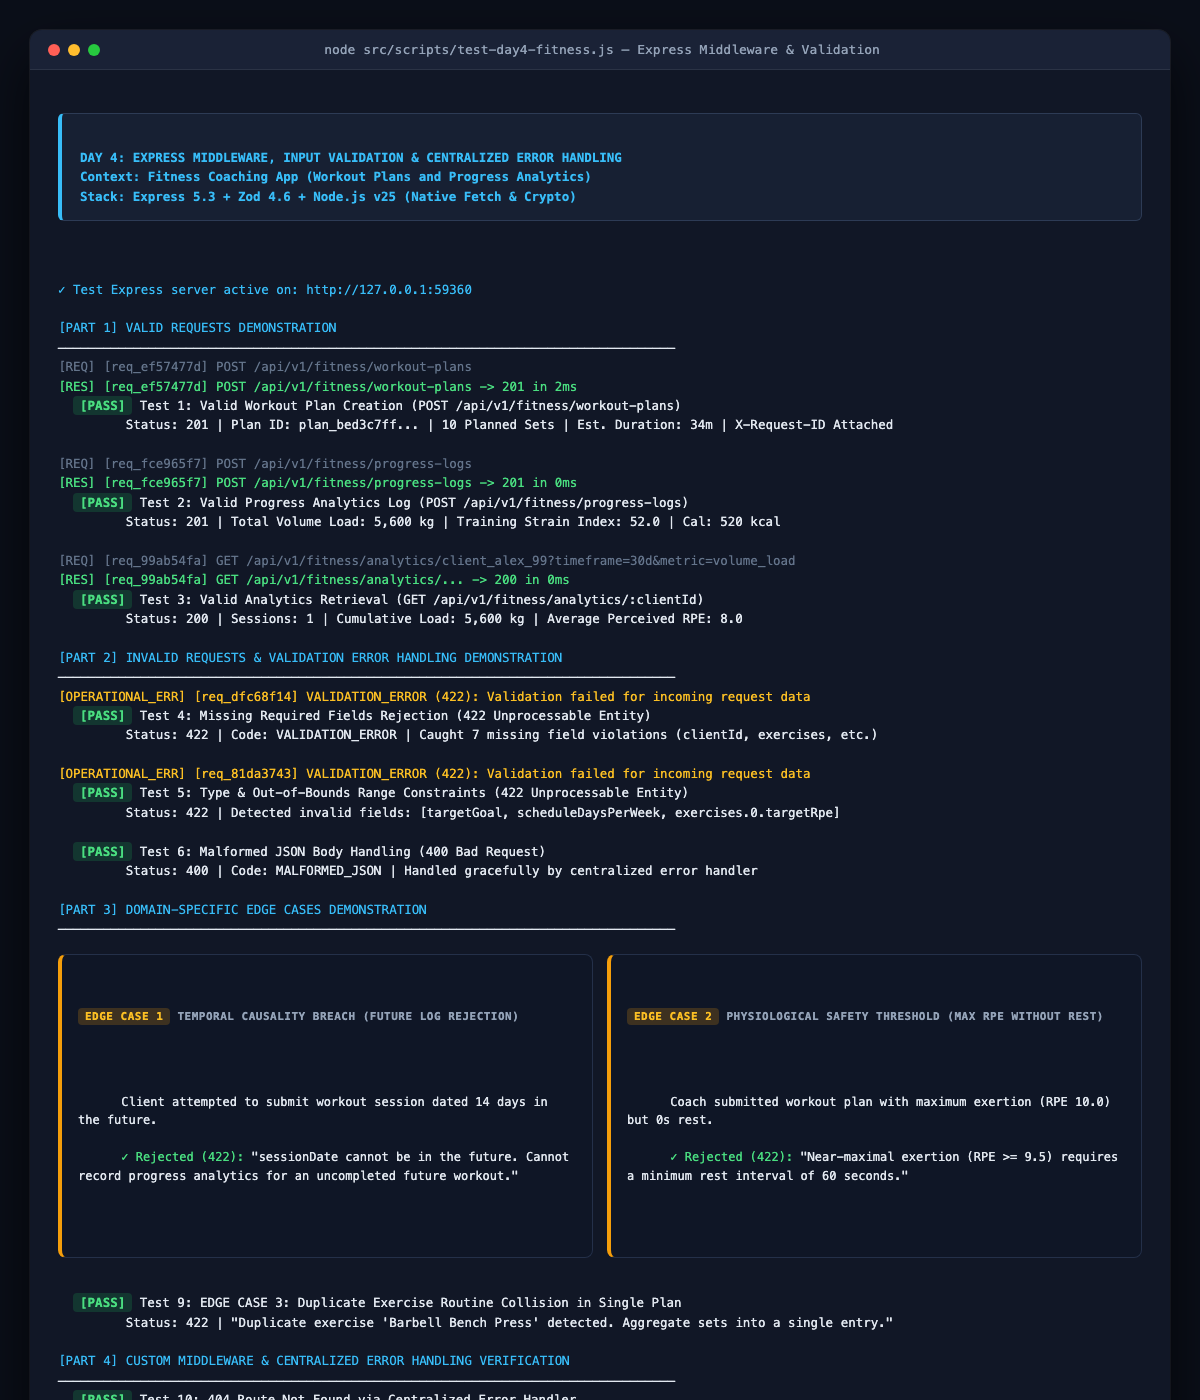 node src/scripts/test-day4-fitness.js — Express Middleware & Validation
DAY 4: EXPRESS MIDDLEWARE, INPUT VALIDATION & CENTRALIZED ERROR HANDLING
Context: Fitness Coaching App (Workout Plans and Progress Analytics)
Stack: Express 5.3 + Zod 4.6 + Node.js v25 (Native Fetch & Crypto)
✓ Test Express server active on: http://127.0.0.1:59360
[PART 1] VALID REQUESTS DEMONSTRATION
[REQ] [req_ef57477d] POST /api/v1/fitness/workout-plans
[RES] [req_ef57477d] POST /api/v1/fitness/workout-plans -> 201 in 2ms
[PASS] Test 1: Valid Workout Plan Creation (POST /api/v1/fitness/workout-plans)
Status: 201 | Plan ID: plan_bed3c7ff... | 10 Planned Sets | Est. Duration: 34m | X-Request-ID Attached
[REQ] [req_fce965f7] POST /api/v1/fitness/progress-logs
[RES] [req_fce965f7] POST /api/v1/fitness/progress-logs -> 201 in 0ms
[PASS] Test 2: Valid Progress Analytics Log (POST /api/v1/fitness/progress-logs)
Status: 201 | Total Volume Load: 5,600 kg | Training Strain Index: 52.0 | Cal: 520 kcal
[REQ] [req_99ab54fa] GET /api/v1/fitness/analytics/client_alex_99?timeframe=30d&metric=volume_load
[RES] [req_99ab54fa] GET /api/v1/fitness/analytics/... -> 200 in 0ms
[PASS] Test 3: Valid Analytics Retrieval (GET /api/v1/fitness/analytics/:clientId)
Status: 200 | Sessions: 1 | Cumulative Load: 5,600 kg | Average Perceived RPE: 8.0
[PART 2] INVALID REQUESTS & VALIDATION ERROR HANDLING DEMONSTRATION
[OPERATIONAL_ERR] [req_dfc68f14] VALIDATION_ERROR (422): Validation failed for incoming request data
[PASS] Test 4: Missing Required Fields Rejection (422 Unprocessable Entity)
Status: 422 | Code: VALIDATION_ERROR | Caught 7 missing field violations (clientId, exercises, etc.)
[OPERATIONAL_ERR] [req_81da3743] VALIDATION_ERROR (422): Validation failed for incoming request data
[PASS] Test 5: Type & Out-of-Bounds Range Constraints (422 Unprocessable Entity)
Status: 422 | Detected invalid fields: [targetGoal, scheduleDaysPerWeek, exercises.0.targetRpe]
[PASS] Test 6: Malformed JSON Body Handling (400 Bad Request)
Status: 400 | Code: MALFORMED_JSON | Handled gracefully by centralized error handler
[PART 3] DOMAIN-SPECIFIC EDGE CASES DEMONSTRATION
EDGE CASE 1 TEMPORAL CAUSALITY BREACH (FUTURE LOG REJECTION)
Client attempted to submit workout session dated 14 days in
the future.
✓ Rejected (422): "sessionDate cannot be in the future. Cannot
record progress analytics for an uncompleted future workout."
EDGE CASE 2 PHYSIOLOGICAL SAFETY THRESHOLD (MAX RPE WITHOUT REST)
Coach submitted workout plan with maximum exertion (RPE 10.0)
but 0s rest.
✓ Rejected (422): "Near-maximal exertion (RPE >= 9.5) requires
a minimum rest interval of 60 seconds."
[PASS] Test 9: EDGE CASE 3: Duplicate Exercise Routine Collision in Single Plan
Status: 422 | "Duplicate exercise 'Barbell Bench Press' detected. Aggregate sets into a single entry."
[PART 4] CUSTOM MIDDLEWARE & CENTRALIZED ERROR HANDLING VERIFICATION
[PASS] Test 10: 404 Route Not Found via Centralized Error Handler